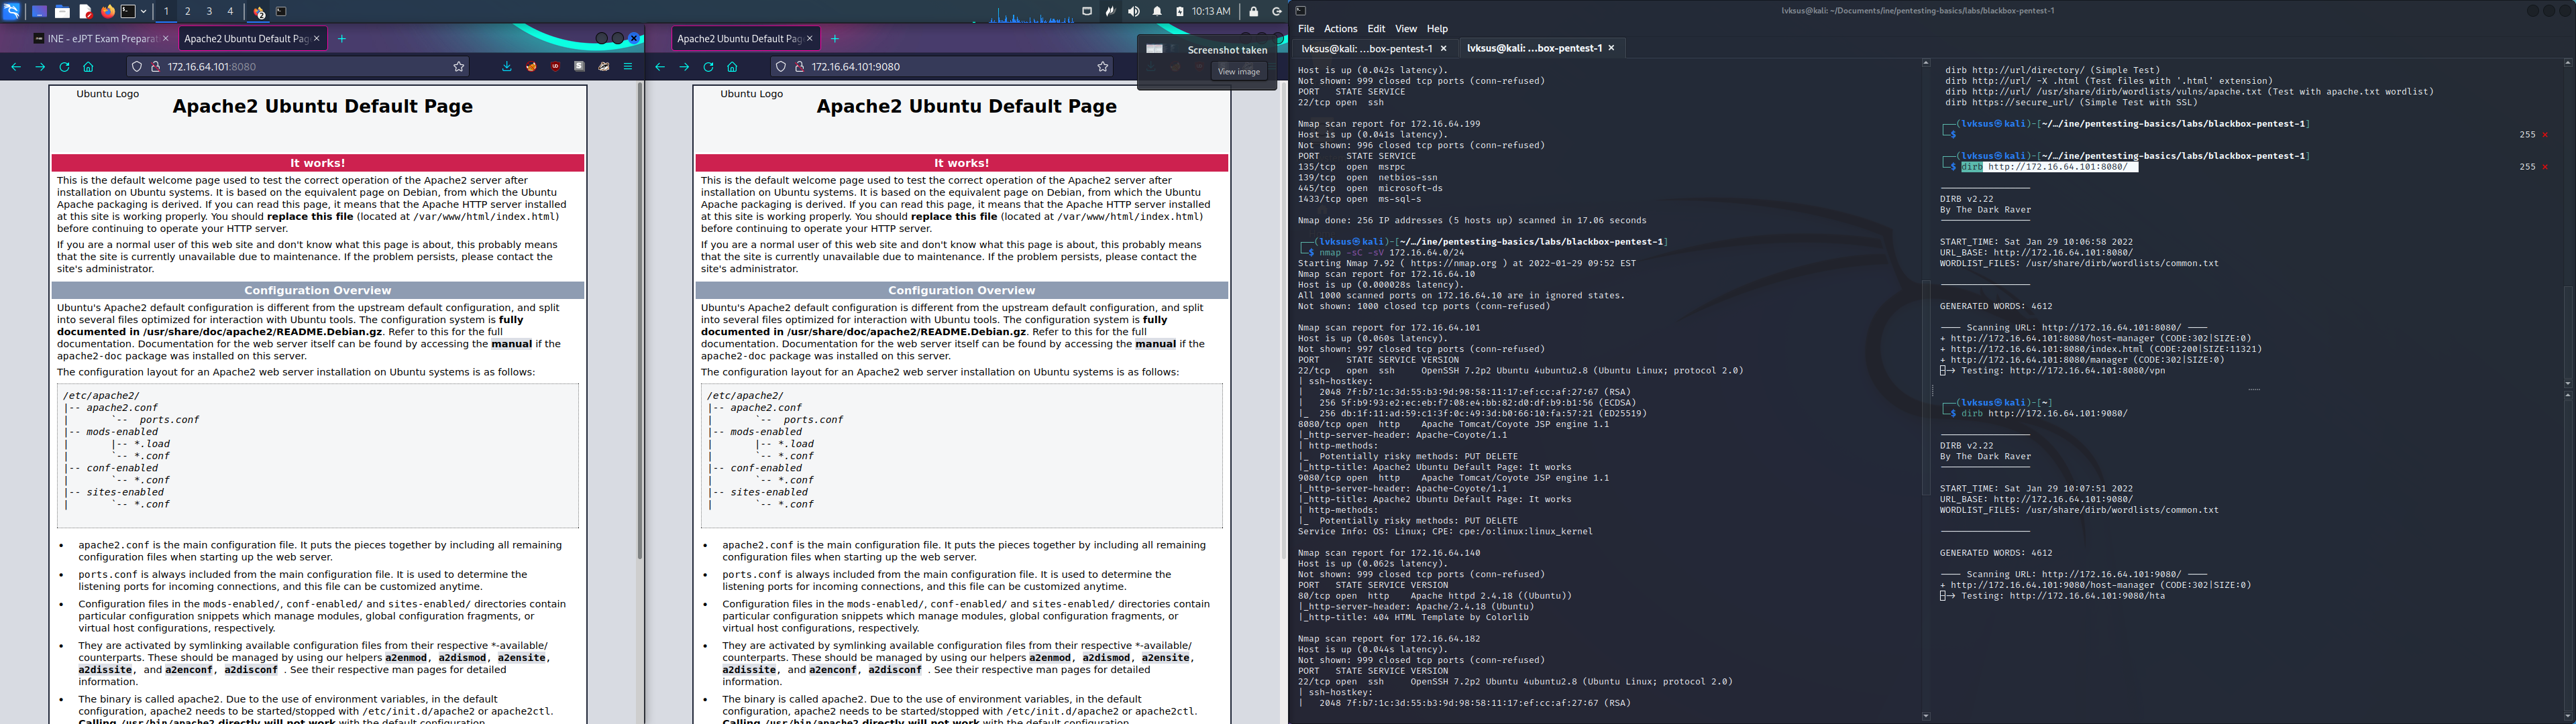 1 2 3 4 10:13 AM
INE - eJPT Exam Preparat
Apache2 Ubuntu Default Pag
172.16.64.101:8080
Ubuntu Logo
Apache2 Ubuntu Default Page
It works!
This is the default welcome page used to test the correct operation of the Apache2 server after
installation on Ubuntu systems. It is based on the equivalent page on Debian, from which the Ubuntu
Apache packaging is derived. If you can read this page, it means that the Apache HTTP server installed
at this site is working properly. You should replace this file (located at /var/www/html/index.html)
before continuing to operate your HTTP server.
If you are a normal user of this web site and don't know what this page is about, this probably means
that the site is currently unavailable due to maintenance. If the problem persists, please contact the
site's administrator.
Configuration Overview
Ubuntu's Apache2 default configuration is different from the upstream default configuration, and split
into several files optimized for interaction with Ubuntu tools. The configuration system is fully
documented in /usr/share/doc/apache2/README.Debian.gz. Refer to this for the full
documentation. Documentation for the web server itself can be found by accessing the manual if the
apache2-doc package was installed on this server.
The configuration layout for an Apache2 web server installation on Ubuntu systems is as follows:
/etc/apache2/
|-- apache2.conf
| `-- ports.conf
|-- mods-enabled
| |-- *.load
| `-- *.conf
|-- conf-enabled
| `-- *.conf
|-- sites-enabled
| `-- *.conf
• apache2.conf is the main configuration file. It puts the pieces together by including all remaining
configuration files when starting up the web server.
• ports.conf is always included from the main configuration file. It is used to determine the
listening ports for incoming connections, and this file can be customized anytime.
• Configuration files in the mods-enabled/, conf-enabled/ and sites-enabled/ directories contain
particular configuration snippets which manage modules, global configuration fragments, or
virtual host configurations, respectively.
• They are activated by symlinking available configuration files from their respective *-available/
counterparts. These should be managed by using our helpers a2enmod, a2dismod, a2ensite,
a2dissite, and a2enconf, a2disconf . See their respective man pages for detailed
information.
• The binary is called apache2. Due to the use of environment variables, in the default
configuration, apache2 needs to be started/stopped with /etc/init.d/apache2 or apache2ctl.
Calling /usr/bin/apache2 directly will not work with the default configuration.
Apache2 Ubuntu Default Pag
172.16.64.101:9080
Screenshot taken
View image
Ubuntu Logo
Apache2 Ubuntu Default Page
It works!
This is the default welcome page used to test the correct operation of the Apache2 server after
installation on Ubuntu systems. It is based on the equivalent page on Debian, from which the Ubuntu
Apache packaging is derived. If you can read this page, it means that the Apache HTTP server installed
at this site is working properly. You should replace this file (located at /var/www/html/index.html)
before continuing to operate your HTTP server.
If you are a normal user of this web site and don't know what this page is about, this probably means
that the site is currently unavailable due to maintenance. If the problem persists, please contact the
site's administrator.
Configuration Overview
Ubuntu's Apache2 default configuration is different from the upstream default configuration, and split
into several files optimized for interaction with Ubuntu tools. The configuration system is fully
documented in /usr/share/doc/apache2/README.Debian.gz. Refer to this for the full
documentation. Documentation for the web server itself can be found by accessing the manual if the
apache2-doc package was installed on this server.
The configuration layout for an Apache2 web server installation on Ubuntu systems is as follows:
/etc/apache2/
|-- apache2.conf
| `-- ports.conf
|-- mods-enabled
| |-- *.load
| `-- *.conf
|-- conf-enabled
| `-- *.conf
|-- sites-enabled
| `-- *.conf
• apache2.conf is the main configuration file. It puts the pieces together by including all remaining
configuration files when starting up the web server.
• ports.conf is always included from the main configuration file. It is used to determine the
listening ports for incoming connections, and this file can be customized anytime.
• Configuration files in the mods-enabled/, conf-enabled/ and sites-enabled/ directories contain
particular configuration snippets which manage modules, global configuration fragments, or
virtual host configurations, respectively.
• They are activated by symlinking available configuration files from their respective *-available/
counterparts. These should be managed by using our helpers a2enmod, a2dismod, a2ensite,
a2dissite, and a2enconf, a2disconf . See their respective man pages for detailed
information.
• The binary is called apache2. Due to the use of environment variables, in the default
configuration, apache2 needs to be started/stopped with /etc/init.d/apache2 or apache2ctl.
Calling /usr/bin/apache2 directly will not work with the default configuration.
lvksus@kali: ~/Documents/ine/pentesting-basics/labs/blackbox-pentest-1
File Actions Edit View Help
lvksus@kali: ...box-pentest-1
lvksus@kali: ...box-pentest-1
Host is up (0.042s latency).
Not shown: 999 closed tcp ports (conn-refused)
PORT STATE SERVICE
22/tcp open ssh
Nmap scan report for 172.16.64.199
Host is up (0.041s latency).
Not shown: 996 closed tcp ports (conn-refused)
PORT STATE SERVICE
135/tcp open msrpc
139/tcp open netbios-ssn
445/tcp open microsoft-ds
1433/tcp open ms-sql-s
Nmap done: 256 IP addresses (5 hosts up) scanned in 17.06 seconds
┌──(lvksus㉿kali)-[~/…/ine/pentesting-basics/labs/blackbox-pentest-1]
└─$ nmap -sC -sV 172.16.64.0/24
Starting Nmap 7.92 ( https://nmap.org ) at 2022-01-29 09:52 EST
Nmap scan report for 172.16.64.10
Host is up (0.000028s latency).
All 1000 scanned ports on 172.16.64.10 are in ignored states.
Not shown: 1000 closed tcp ports (conn-refused)
Nmap scan report for 172.16.64.101
Host is up (0.060s latency).
Not shown: 997 closed tcp ports (conn-refused)
PORT STATE SERVICE VERSION
22/tcp open ssh OpenSSH 7.2p2 Ubuntu 4ubuntu2.8 (Ubuntu Linux; protocol 2.0)
| ssh-hostkey:
| 2048 7f:b7:1c:3d:55:b3:9d:98:58:11:17:ef:cc:af:27:67 (RSA)
| 256 5f:b9:93:e2:ec:eb:f7:08:e4:bb:82:d0:df:b9:b1:56 (ECDSA)
|_ 256 db:1f:11:ad:59:c1:3f:0c:49:3d:b0:66:10:fa:57:21 (ED25519)
8080/tcp open http Apache Tomcat/Coyote JSP engine 1.1
|_http-server-header: Apache-Coyote/1.1
| http-methods:
|_ Potentially risky methods: PUT DELETE
|_http-title: Apache2 Ubuntu Default Page: It works
9080/tcp open http Apache Tomcat/Coyote JSP engine 1.1
|_http-server-header: Apache-Coyote/1.1
|_http-title: Apache2 Ubuntu Default Page: It works
| http-methods:
|_ Potentially risky methods: PUT DELETE
Service Info: OS: Linux; CPE: cpe:/o:linux:linux_kernel
Nmap scan report for 172.16.64.140
Host is up (0.062s latency).
Not shown: 999 closed tcp ports (conn-refused)
PORT STATE SERVICE VERSION
80/tcp open http Apache httpd 2.4.18 ((Ubuntu))
|_http-server-header: Apache/2.4.18 (Ubuntu)
|_http-title: 404 HTML Template by Colorlib
Nmap scan report for 172.16.64.182
Host is up (0.044s latency).
Not shown: 999 closed tcp ports (conn-refused)
PORT STATE SERVICE VERSION
22/tcp open ssh OpenSSH 7.2p2 Ubuntu 4ubuntu2.8 (Ubuntu Linux; protocol 2.0)
| ssh-hostkey:
| 2048 7f:b7:1c:3d:55:b3:9d:98:58:11:17:ef:cc:af:27:67 (RSA)
dirb http://url/directory/ (Simple Test)
dirb http://url/ -X .html (Test files with '.html' extension)
dirb http://url/ /usr/share/dirb/wordlists/vulns/apache.txt (Test with apache.txt wordlist)
dirb https://secure_url/ (Simple Test with SSL)
┌──(lvksus㉿kali)-[~/…/ine/pentesting-basics/labs/blackbox-pentest-1]
└─$ 255 ⨯
┌──(lvksus㉿kali)-[~/…/ine/pentesting-basics/labs/blackbox-pentest-1]
└─$ dirb http://172.16.64.101:8080/ 255 ⨯
DIRB v2.22
By The Dark Raver
START_TIME: Sat Jan 29 10:06:58 2022
URL_BASE: http://172.16.64.101:8080/
WORDLIST_FILES: /usr/share/dirb/wordlists/common.txt
GENERATED WORDS: 4612
---- Scanning URL: http://172.16.64.101:8080/ ----
+ http://172.16.64.101:8080/host-manager (CODE:302|SIZE:0)
+ http://172.16.64.101:8080/index.html (CODE:200|SIZE:11321)
+ http://172.16.64.101:8080/manager (CODE:302|SIZE:0)
--> Testing: http://172.16.64.101:8080/vpn
┌──(lvksus㉿kali)-[~]
└─$ dirb http://172.16.64.101:9080/
DIRB v2.22
By The Dark Raver
START_TIME: Sat Jan 29 10:07:51 2022
URL_BASE: http://172.16.64.101:9080/
WORDLIST_FILES: /usr/share/dirb/wordlists/common.txt
GENERATED WORDS: 4612
---- Scanning URL: http://172.16.64.101:9080/ ----
+ http://172.16.64.101:9080/host-manager (CODE:302|SIZE:0)
--> Testing: http://172.16.64.101:9080/hta